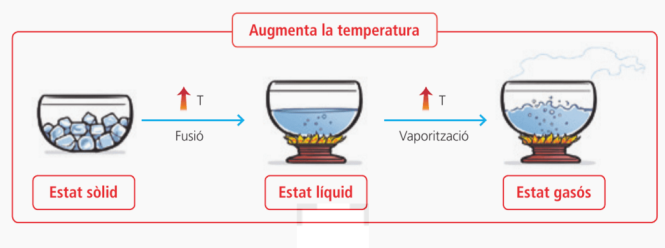 Augmenta la temperatura
T
Fusió
T
Vaporització
Estat sòlid
Estat líquid
Estat gasós